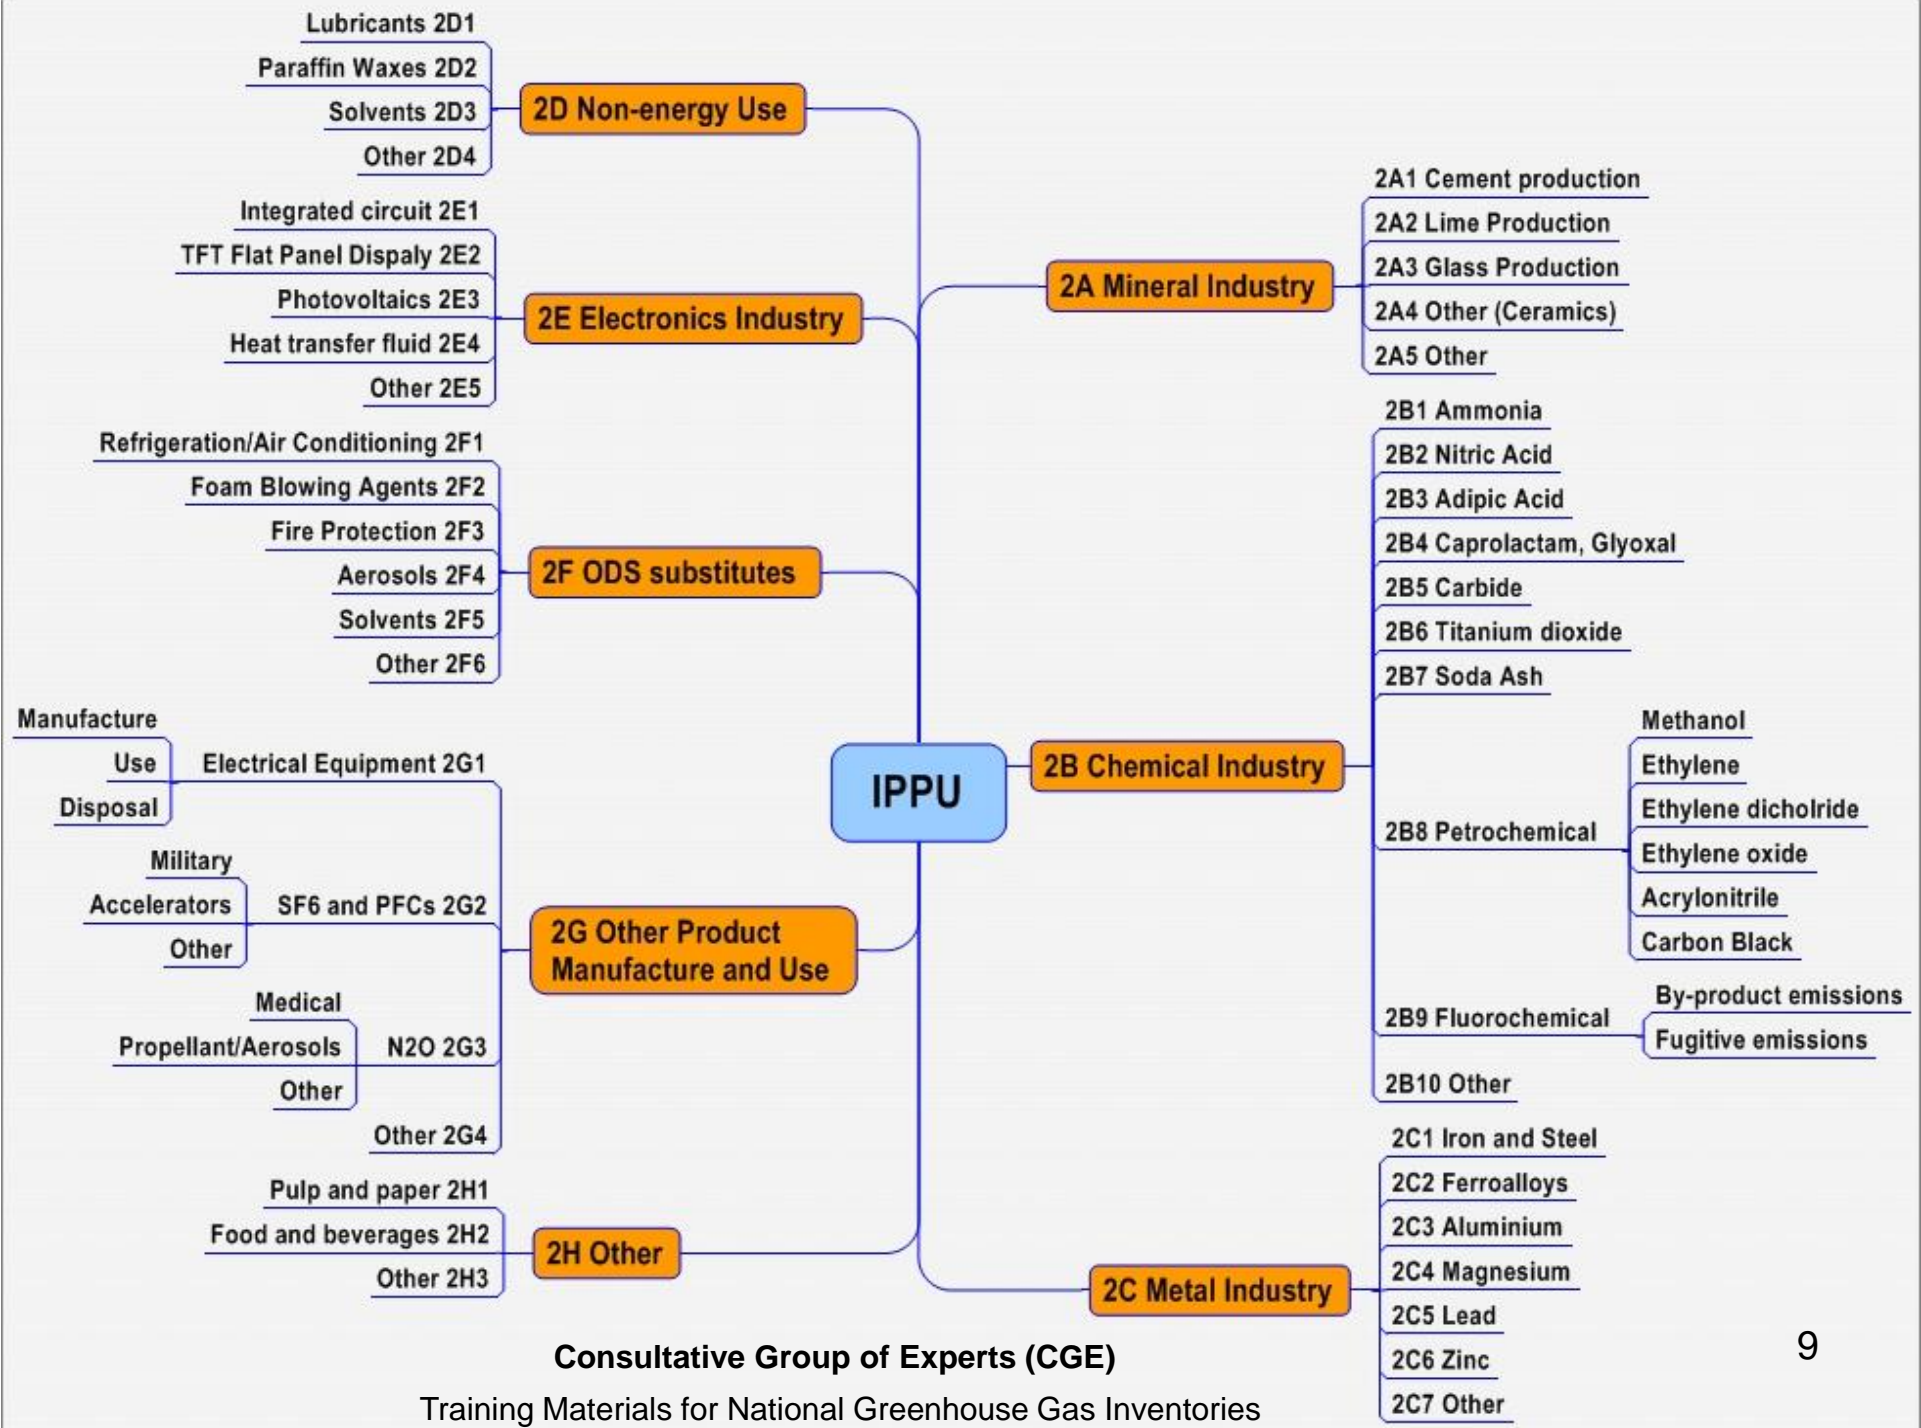 Lubricants 2D1
Paraffin Waxes 2D2
Solvents 2D3
Other 2D4
2D Non-energy Use
Integrated circuit 2E1
TFT Flat Panel Dispaly 2E2
Photovoltaics 2E3
Heat transfer fluid 2E4
Other 2E5
2E Electronics Industry
Refrigeration/Air Conditioning 2F1
Foam Blowing Agents 2F2
Fire Protection 2F3
Aerosols 2F4
Solvents 2F5
Other 2F6
2F ODS substitutes
Manufacture
Use
Disposal
Electrical Equipment 2G1
Military
Accelerators
Other
SF6 and PFCs 2G2
Medical
Propellant/Aerosols
Other
N2O 2G3
Other 2G4
2G Other Product
Manufacture and Use
Pulp and paper 2H1
Food and beverages 2H2
Other 2H3
2H Other
IPPU
2A Mineral Industry
2A1 Cement production
2A2 Lime Production
2A3 Glass Production
2A4 Other (Ceramics)
2A5 Other
2B Chemical Industry
2B1 Ammonia
2B2 Nitric Acid
2B3 Adipic Acid
2B4 Caprolactam, Glyoxal
2B5 Carbide
2B6 Titanium dioxide
2B7 Soda Ash
2B8 Petrochemical
Methanol
Ethylene
Ethylene dicholride
Ethylene oxide
Acrylonitrile
Carbon Black
2B9 Fluorochemical
By-product emissions
Fugitive emissions
2B10 Other
2C Metal Industry
2C1 Iron and Steel
2C2 Ferroalloys
2C3 Aluminium
2C4 Magnesium
2C5 Lead
2C6 Zinc
2C7 Other
Consultative Group of Experts (CGE)
Training Materials for National Greenhouse Gas Inventories
9